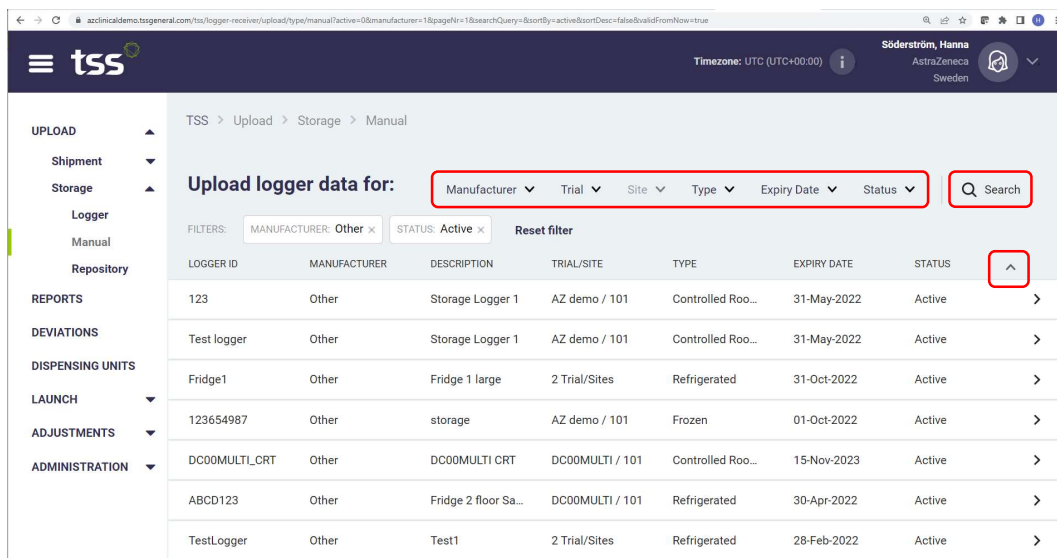 azclinicaldemo.tssgeneral.com/tss/logger-receiver/upload/type/manual?active=0&manufacturer=1&pageNr=1&searchQuery=&sortBy=active&sortDesc=false&validFromNow=true
H
tss
Timezone: UTC (UTC+00:00) i
Söderström, Hanna
AstraZeneca
Sweden
UPLOAD
Shipment
Storage
Logger
Manual
Repository
REPORTS
DEVIATIONS
DISPENSING UNITS
LAUNCH
ADJUSTMENTS
ADMINISTRATION
TSS > Upload > Storage > Manual
Upload logger data for: Manufacturer Trial Site Type Expiry Date Status Search
FILTERS: MANUFACTURER: Other × STATUS: Active × Reset filter
LOGGER ID MANUFACTURER DESCRIPTION TRIAL/SITE TYPE EXPIRY DATE STATUS
123 Other Storage Logger 1 AZ demo / 101 Controlled Roo... 31-May-2022 Active
Test logger Other Storage Logger 1 AZ demo / 101 Controlled Roo... 31-May-2022 Active
Fridge1 Other Fridge 1 large 2 Trial/Sites Refrigerated 31-Oct-2022 Active
123654987 Other storage AZ demo / 101 Frozen 01-Oct-2022 Active
DC00MULTI_CRT Other DC00MULTI CRT DC00MULTI / 101 Controlled Roo... 15-Nov-2023 Active
ABCD123 Other Fridge 2 floor Sa... DC00MULTI / 101 Refrigerated 30-Apr-2022 Active
TestLogger Other Test1 2 Trial/Sites Refrigerated 28-Feb-2022 Active